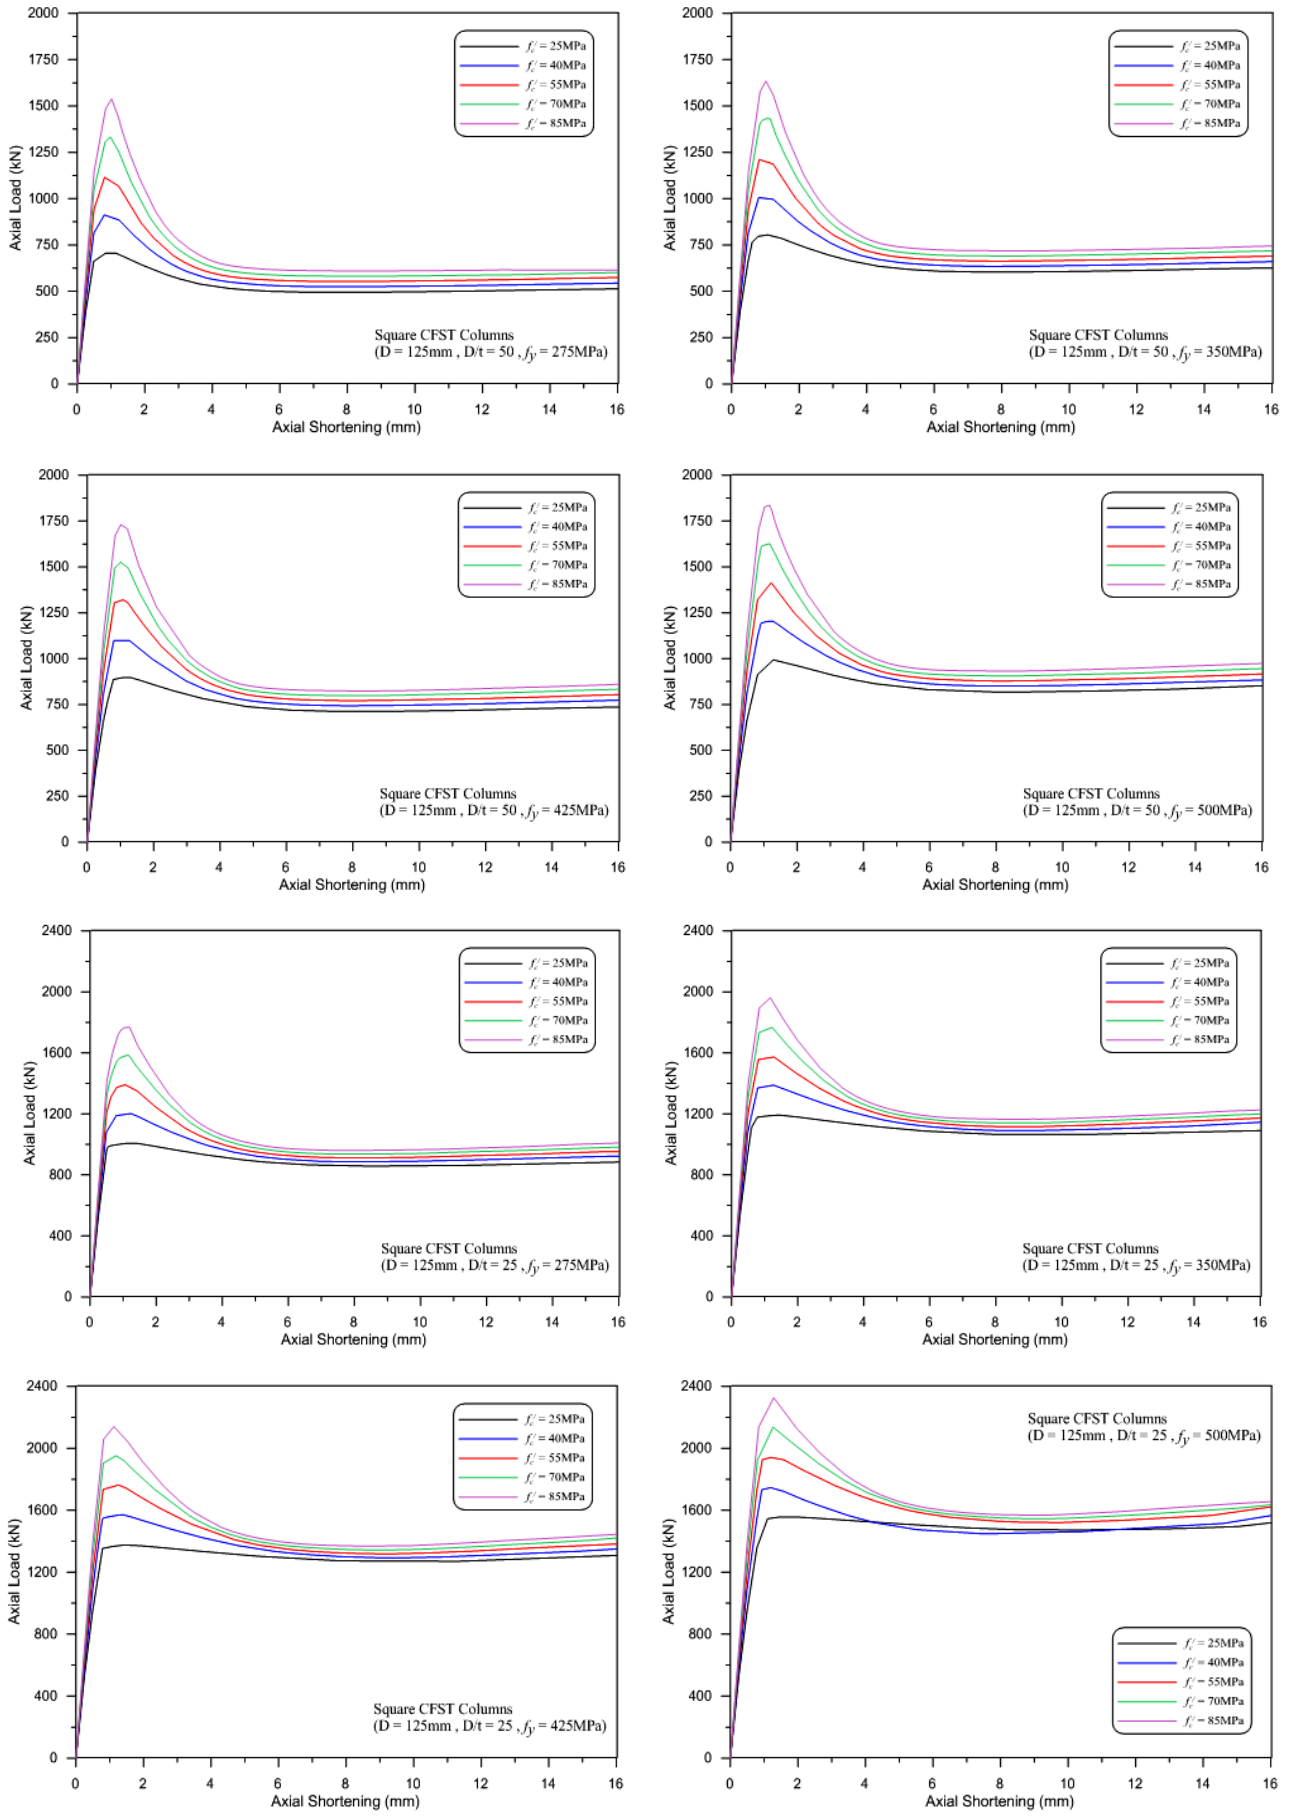 2000
1750
1500
1250
1000
750
500
250
0
Axial Load (kN)
f′c = 25MPa
f′c = 40MPa
f′c = 55MPa
f′c = 70MPa
f′c = 85MPa
Square CFST Columns
(D = 125mm , D/t = 50 , fy = 275MPa)
0 2 4 6 8 10 12 14 16
Axial Shortening (mm)
2000
1750
1500
1250
1000
750
500
250
0
Axial Load (kN)
f′c = 25MPa
f′c = 40MPa
f′c = 55MPa
f′c = 70MPa
f′c = 85MPa
Square CFST Columns
(D = 125mm , D/t = 50 , fy = 350MPa)
0 2 4 6 8 10 12 14 16
Axial Shortening (mm)
2000
1750
1500
1250
1000
750
500
250
0
Axial Load (kN)
f′c = 25MPa
f′c = 40MPa
f′c = 55MPa
f′c = 70MPa
f′c = 85MPa
Square CFST Columns
(D = 125mm , D/t = 50 , fy = 425MPa)
0 2 4 6 8 10 12 14 16
Axial Shortening (mm)
2000
1750
1500
1250
1000
750
500
250
0
Axial Load (kN)
f′c = 25MPa
f′c = 40MPa
f′c = 55MPa
f′c = 70MPa
f′c = 85MPa
Square CFST Columns
(D = 125mm , D/t = 50 , fy = 500MPa)
0 2 4 6 8 10 12 14 16
Axial Shortening (mm)
2400
2000
1600
1200
800
400
0
Axial Load (kN)
f′c = 25MPa
f′c = 40MPa
f′c = 55MPa
f′c = 70MPa
f′c = 85MPa
Square CFST Columns
(D = 125mm , D/t = 25 , fy = 275MPa)
0 2 4 6 8 10 12 14 16
Axial Shortening (mm)
2400
2000
1600
1200
800
400
0
Axial Load (kN)
f′c = 25MPa
f′c = 40MPa
f′c = 55MPa
f′c = 70MPa
f′c = 85MPa
Square CFST Columns
(D = 125mm , D/t = 25 , fy = 350MPa)
0 2 4 6 8 10 12 14 16
Axial Shortening (mm)
2400
2000
1600
1200
800
400
0
Axial Load (kN)
f′c = 25MPa
f′c = 40MPa
f′c = 55MPa
f′c = 70MPa
f′c = 85MPa
Square CFST Columns
(D = 125mm , D/t = 25 , fy = 425MPa)
0 2 4 6 8 10 12 14 16
Axial Shortening (mm)
2400
2000
1600
1200
800
400
0
Axial Load (kN)
Square CFST Columns
(D = 125mm , D/t = 25 , fy = 500MPa)
f′c = 25MPa
f′c = 40MPa
f′c = 55MPa
f′c = 70MPa
f′c = 85MPa
0 2 4 6 8 10 12 14 16
Axial Shortening (mm)